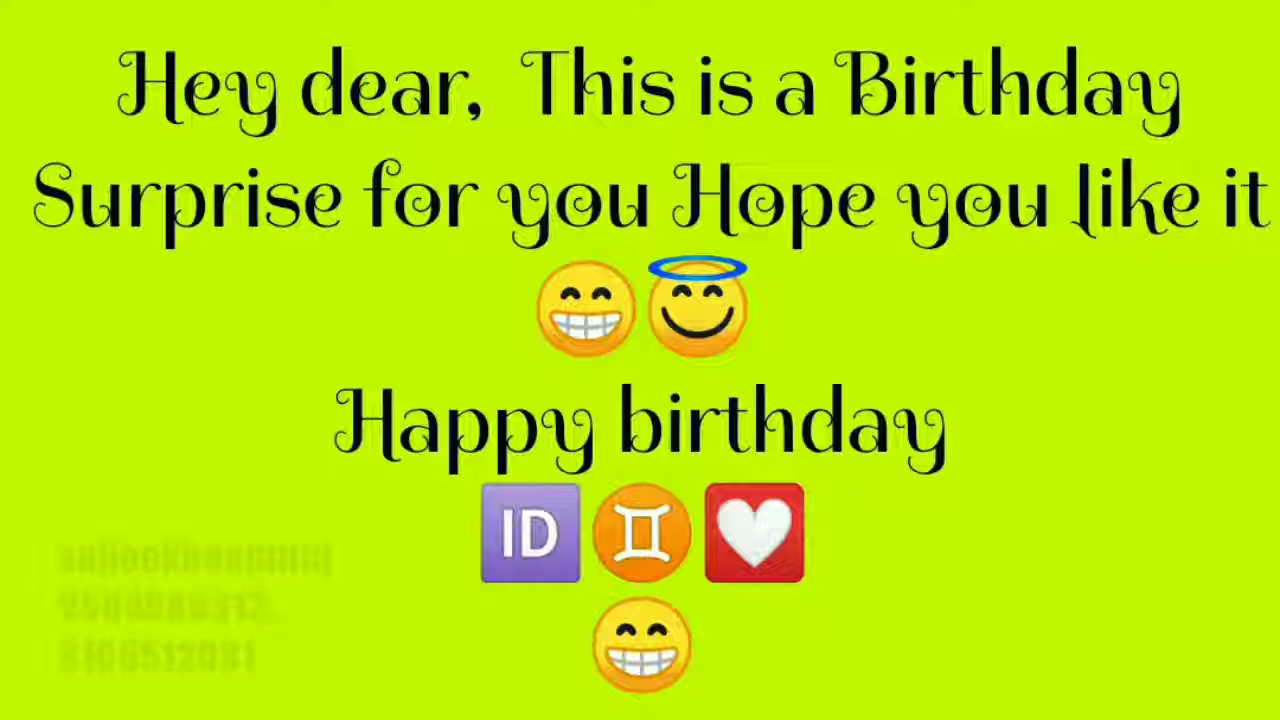 Hey dear, This is a Birthday
Surprise for you Hope you like it
😁😇
Happy birthday
🆔♊💟
😁